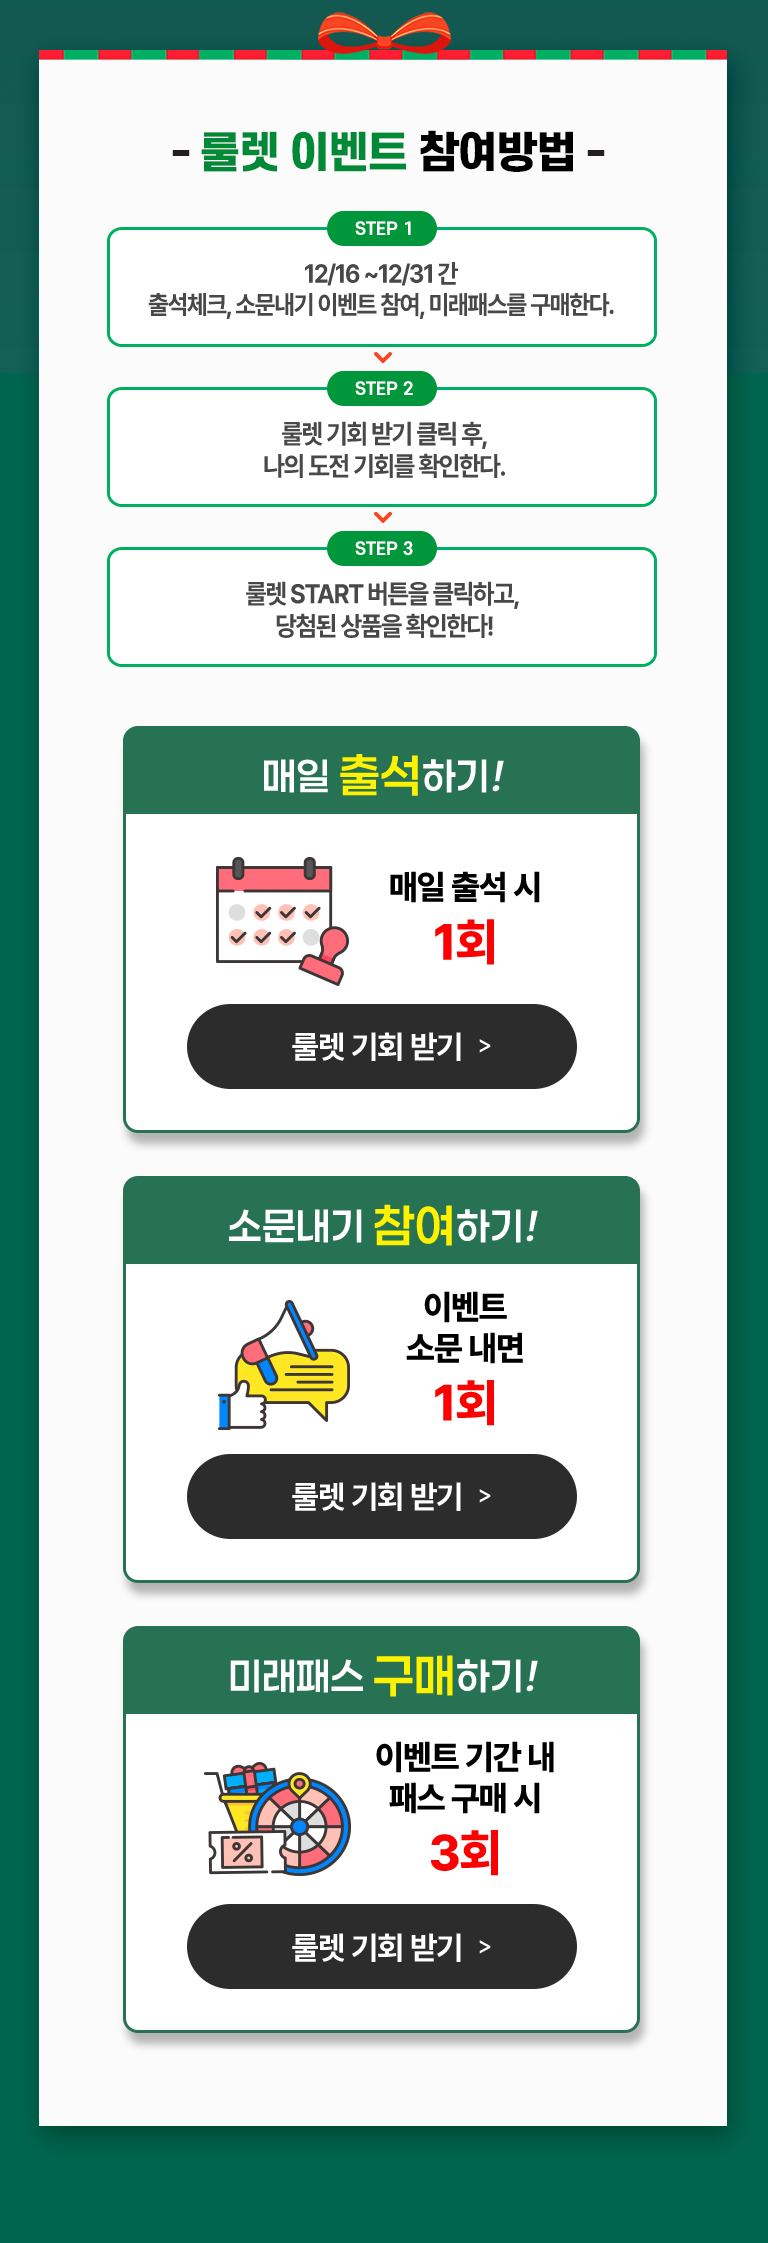 - 룰렛 이벤트 참여방법 -
STEP 1
12/16 ~12/31 간
출석체크, 소문내기 이벤트 참여, 미래패스를 구매한다.
STEP 2
룰렛 기회 받기 클릭 후,
나의 도전 기회를 확인한다.
STEP 3
룰렛 START 버튼을 클릭하고,
당첨된 상품을 확인한다!
매일 출석하기!
매일 출석 시
1회
룰렛 기회 받기 >
소문내기 참여하기!
이벤트
소문 내면
1회
룰렛 기회 받기 >
미래패스 구매하기!
이벤트 기간 내
패스 구매 시
%
3회
룰렛 기회 받기 >